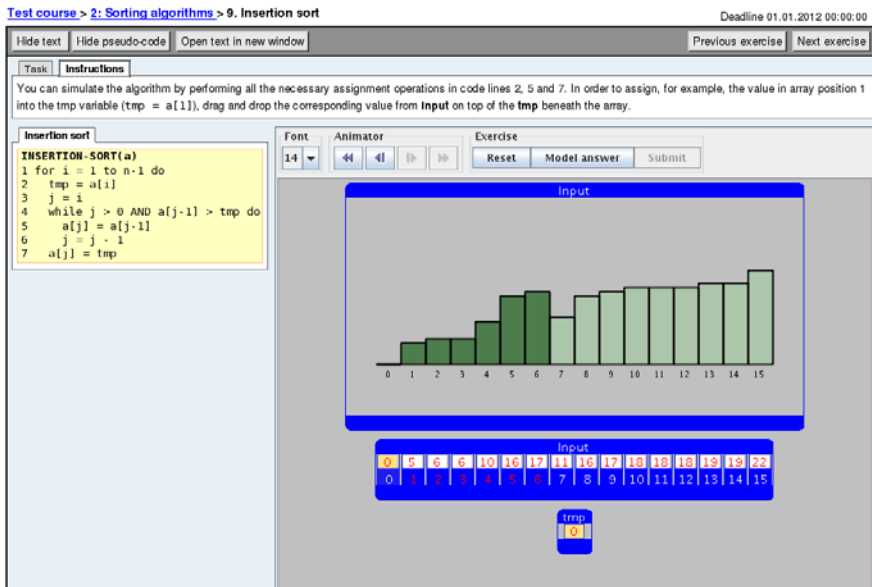 Test course > 2: Sorting algorithms > 9. Insertion sort
Deadline 01.01.2012 00:00:00
Hide text Hide pseudo-code Open text in new window Previous exercise Next exercise
Task Instructions
You can simulate the algorithm by performing all the necessary assignment operations in code lines 2, 5 and 7. In order to assign, for example, the value in array position 1
into the tmp variable (tmp = a[1]), drag and drop the corresponding value from Input on top of the tmp beneath the array.
Insertion sort
INSERTION-SORT(a)
1 for i = 1 to n-1 do
2 tmp = a[i]
3 j = i
4 while j > 0 AND a[j-1] > tmp do
5 a[j] = a[j-1]
6 j = j - 1
7 a[j] = tmp
Font Animator Exercise
14 Reset Model answer Submit
Input
0 1 2 3 4 5 6 7 8 9 10 11 12 13 14 15
Input
0 5 6 6 10 16 17 11 16 17 18 18 18 19 19 22
0 1 2 3 4 5 6 7 8 9 10 11 12 13 14 15
tmp
0